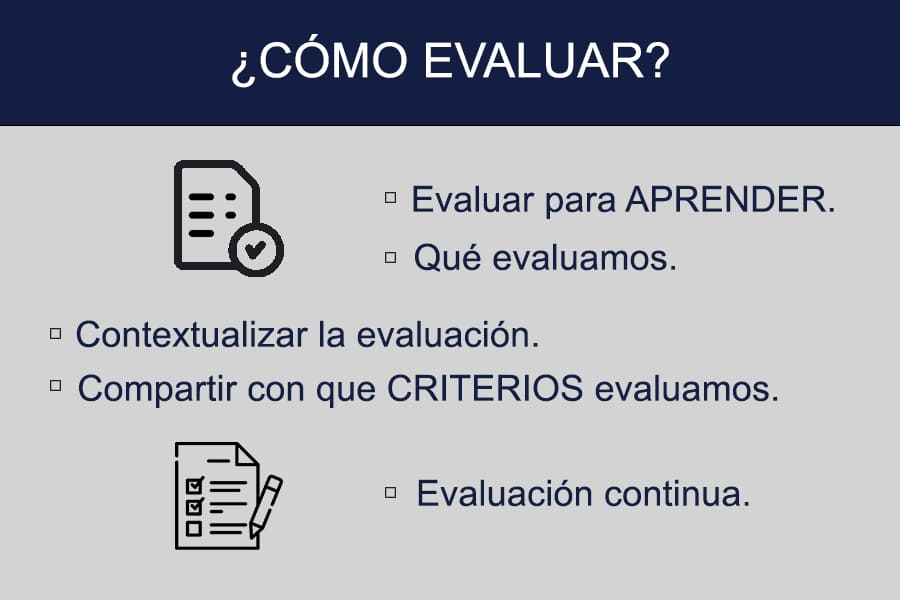 ¿CÓMO EVALUAR?
Evaluar para APRENDER.
Qué evaluamos.
Contextualizar la evaluación.
Compartir con que CRITERIOS evaluamos.
Evaluación continua.